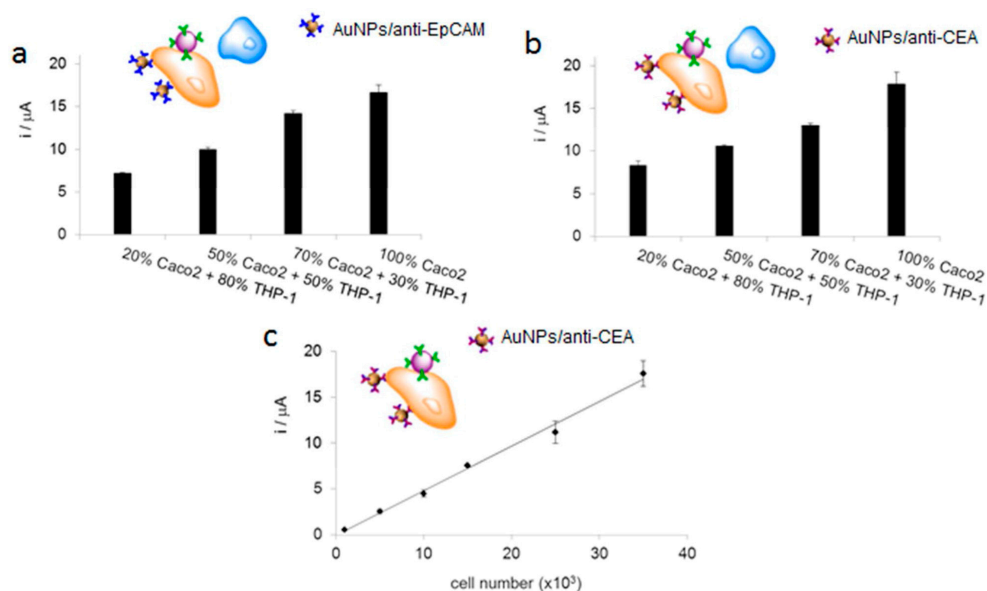 a
AuNPs/anti-EpCAM
i / µA
20
15
10
5
0
20% Caco2 + 80% THP-1
50% Caco2 + 50% THP-1
70% Caco2 + 30% THP-1
100% Caco2
b
AuNPs/anti-CEA
i / µA
20
15
10
5
0
20% Caco2 + 80% THP-1
50% Caco2 + 50% THP-1
70% Caco2 + 30% THP-1
100% Caco2
c
AuNPs/anti-CEA
i / µA
20
15
10
5
0
0
10
20
30
40
cell number (x10³)